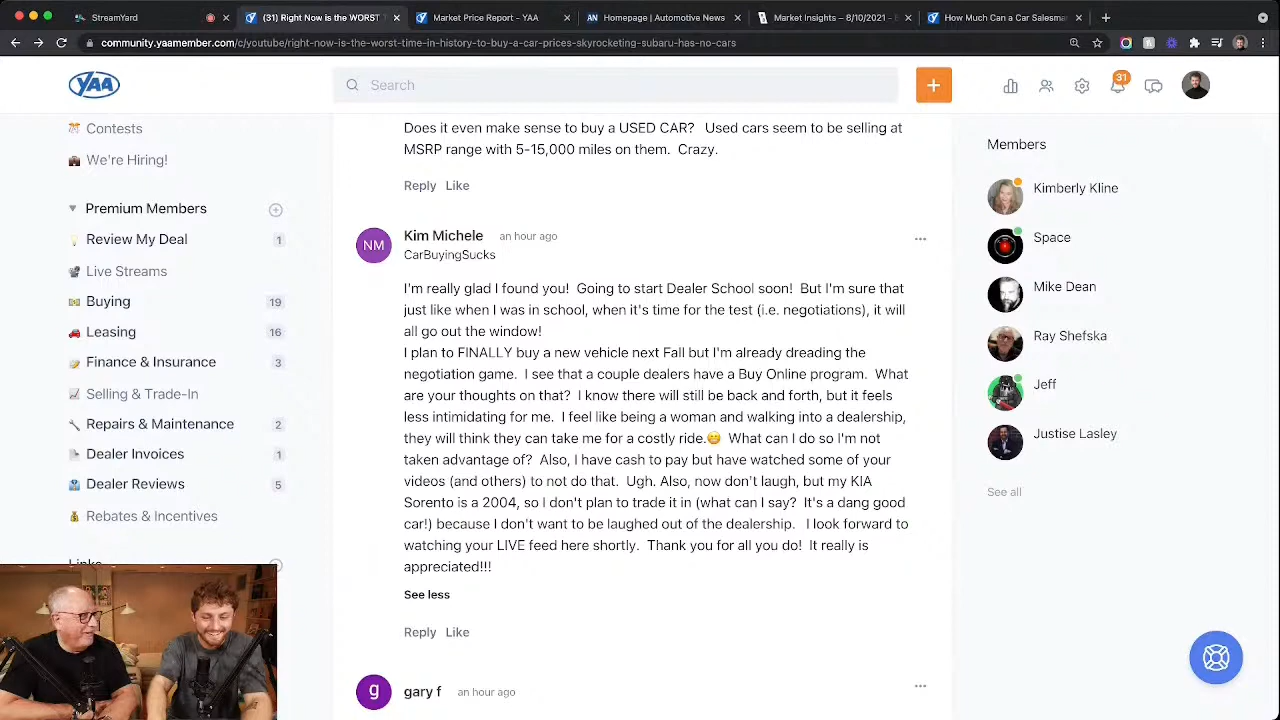 StreamYard
(31) Right Now is the WORST
Market Price Report - YAA
Homepage | Automotive News
Market Insights – 8/10/2021 -
How Much Can a Car Salesma
community.yaamember.com/c/youtube/right-now-is-the-worst-time-in-history-to-buy-a-car-prices-skyrocketing-subaru-has-no-cars
YAA
Search
31
Contests
We're Hiring!
Premium Members
Review My Deal 1
Live Streams
Buying 19
Leasing 16
Finance & Insurance 3
Selling & Trade-In
Repairs & Maintenance 2
Dealer Invoices 1
Dealer Reviews 5
Rebates & Incentives
Links
Does it even make sense to buy a USED CAR? Used cars seem to be selling at
MSRP range with 5-15,000 miles on them. Crazy.
Reply Like
NM
Kim Michele an hour ago
CarBuyingSucks
I'm really glad I found you! Going to start Dealer School soon! But I'm sure that
just like when I was in school, when it's time for the test (i.e. negotiations), it will
all go out the window!
I plan to FINALLY buy a new vehicle next Fall but I'm already dreading the
negotiation game. I see that a couple dealers have a Buy Online program. What
are your thoughts on that? I know there will still be back and forth, but it feels
less intimidating for me. I feel like being a woman and walking into a dealership,
they will think they can take me for a costly ride.😁 What can I do so I'm not
taken advantage of? Also, I have cash to pay but have watched some of your
videos (and others) to not do that. Ugh. Also, now don't laugh, but my KIA
Sorento is a 2004, so I don't plan to trade it in (what can I say? It's a dang good
car!) because I don't want to be laughed out of the dealership. I look forward to
watching your LIVE feed here shortly. Thank you for all you do! It really is
appreciated!!!
See less
Reply Like
g
gary f an hour ago
Members
Kimberly Kline
Space
Mike Dean
Ray Shefska
Jeff
Justise Lasley
See all